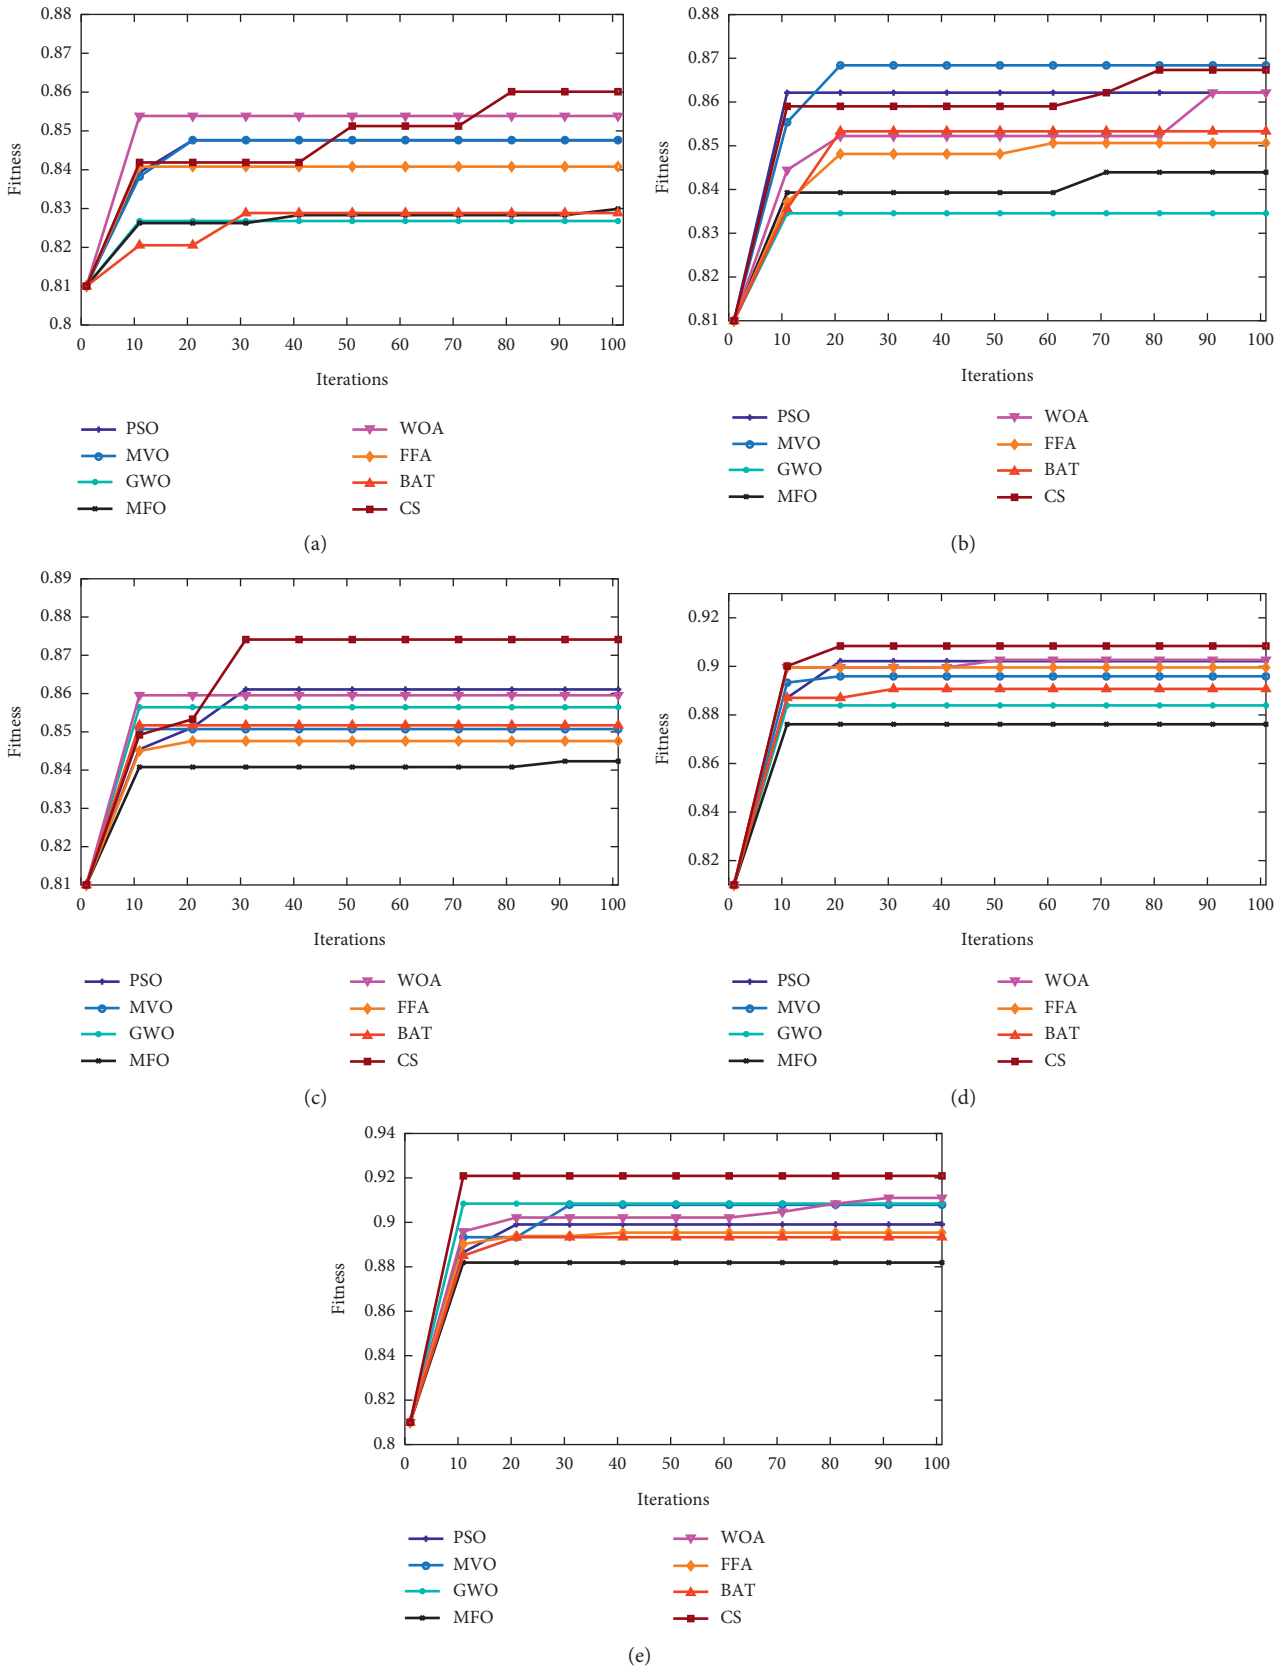 0.88
0.87
0.86
0.85
0.84
0.83
0.82
0.81
0.8
Fitness
0 10 20 30 40 50 60 70 80 90 100
Iterations
PSO
MVO
GWO
MFO
WOA
FFA
BAT
CS
(a)
0.88
0.87
0.86
0.85
0.84
0.83
0.82
0.81
Fitness
0 10 20 30 40 50 60 70 80 90 100
Iterations
PSO
MVO
GWO
MFO
WOA
FFA
BAT
CS
(b)
0.89
0.88
0.87
0.86
0.85
0.84
0.83
0.82
0.81
Fitness
0 10 20 30 40 50 60 70 80 90 100
Iterations
PSO
MVO
GWO
MFO
WOA
FFA
BAT
CS
(c)
0.92
0.9
0.88
0.86
0.84
0.82
Fitness
0 10 20 30 40 50 60 70 80 90 100
Iterations
PSO
MVO
GWO
MFO
WOA
FFA
BAT
CS
(d)
0.94
0.92
0.9
0.88
0.86
0.84
0.82
0.8
Fitness
0 10 20 30 40 50 60 70 80 90 100
Iterations
PSO
MVO
GWO
MFO
WOA
FFA
BAT
CS
(e)